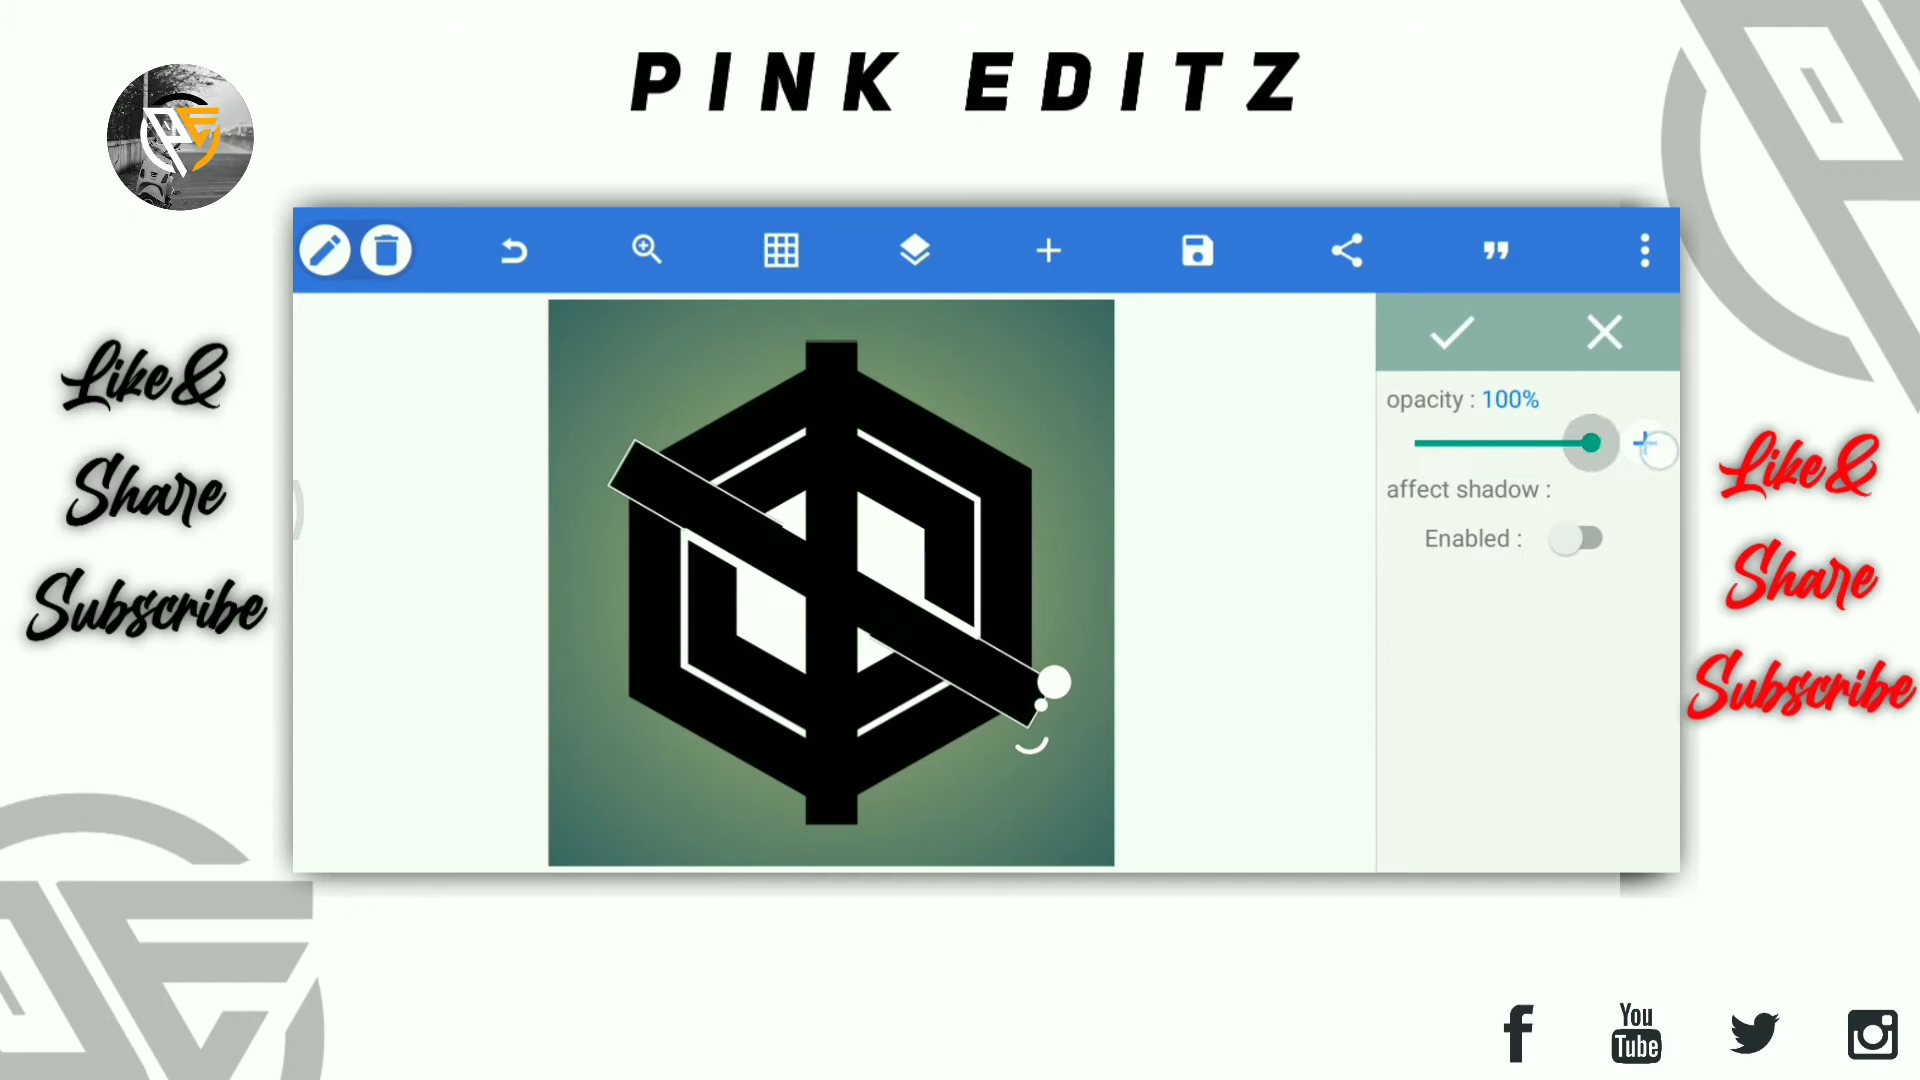 PINK EDITZ
Like&
Share
Subscribe
opacity : 100%
affect shadow :
Enabled :
Like&
Share
Subscribe
You
Tube